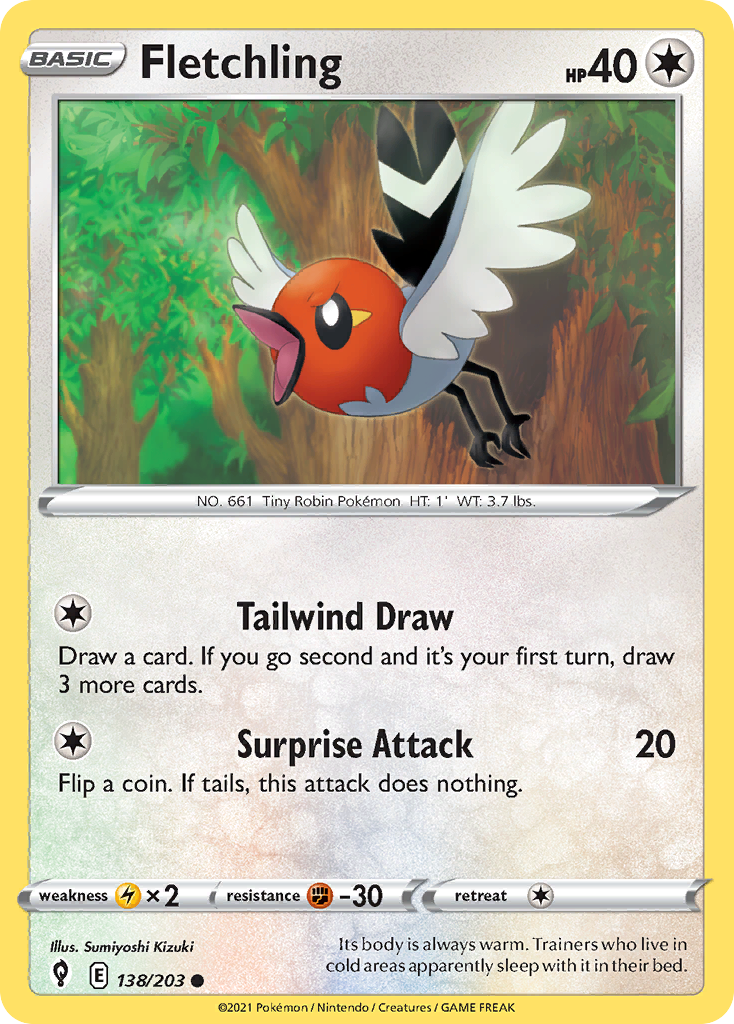 BASIC Fletchling HP40
NO. 661 Tiny Robin Pokémon HT: 1' WT: 3.7 lbs.
Tailwind Draw
Draw a card. If you go second and it's your first turn, draw
3 more cards.
Surprise Attack 20
Flip a coin. If tails, this attack does nothing.
weakness ×2 resistance -30 retreat
Illus. Sumiyoshi Kizuki
Its body is always warm. Trainers who live in
cold areas apparently sleep with it in their bed.
E 138/203
©2021 Pokémon / Nintendo / Creatures / GAME FREAK